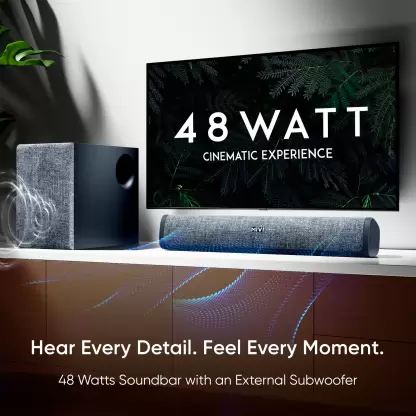 48 WATT
CINEMATIC EXPERIENCE
MIVI
Hear Every Detail. Feel Every Moment.
48 Watts Soundbar with an External Subwoofer